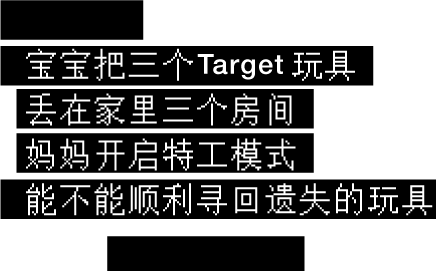 宝宝把三个Target 玩具
丢在家里三个房间
妈妈开启特工模式
能不能顺利寻回遗失的玩具